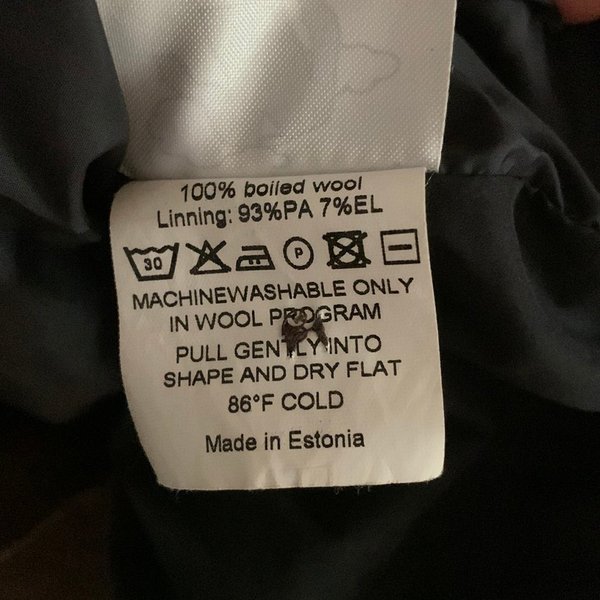 100% boiled wool
Linning: 93%PA 7%EL
30 P
MACHINEWASHABLE ONLY
IN WOOL PROGRAM
PULL GENTLY INTO
SHAPE AND DRY FLAT
86°F COLD
Made in Estonia